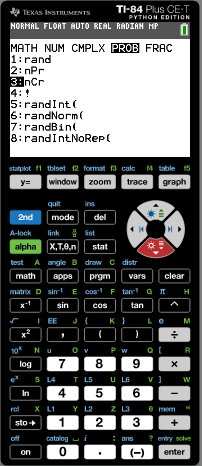 TEXAS INSTRUMENTS TI-84 Plus CE-T
PYTHON EDITION
NORMAL FLOAT AUTO REAL RADIAN MP
MATH NUM CMPLX PROB FRAC
1:rand
2:nPr
3:nCr
4:!
5:randInt(
6:randNorm(
7:randBin(
8:randIntNoRep(
statplot f1 tblset f2 format f3 calc f4 table f5
y= window zoom trace graph
quit ins
2nd mode del
A-lock link list
alpha X,T,θ,n stat
test A angle B draw C distr
math apps prgm vars clear
matrix D sin⁻¹ E cos⁻¹ F tan⁻¹ G π H
x⁻¹ sin cos tan ^
√ I EE J { K } L e M
x² , ( ) ÷
10ˣ N u O v P w Q [ R
log 7 8 9 ×
eˣ S L4 T L5 U L6 V ] W
ln 4 5 6 −
rcl X L1 Y L2 Z L3 θ mem "
sto→ 1 2 3 +
off catalog i : ans ? entry solve
on 0 . (−) enter